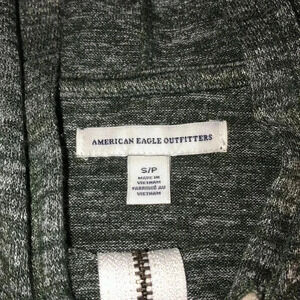 AMERICAN EAGLE OUTFITTERS
S/P
MADE IN
VIETNAM
FABRIQUÉ AU
VIETNAM